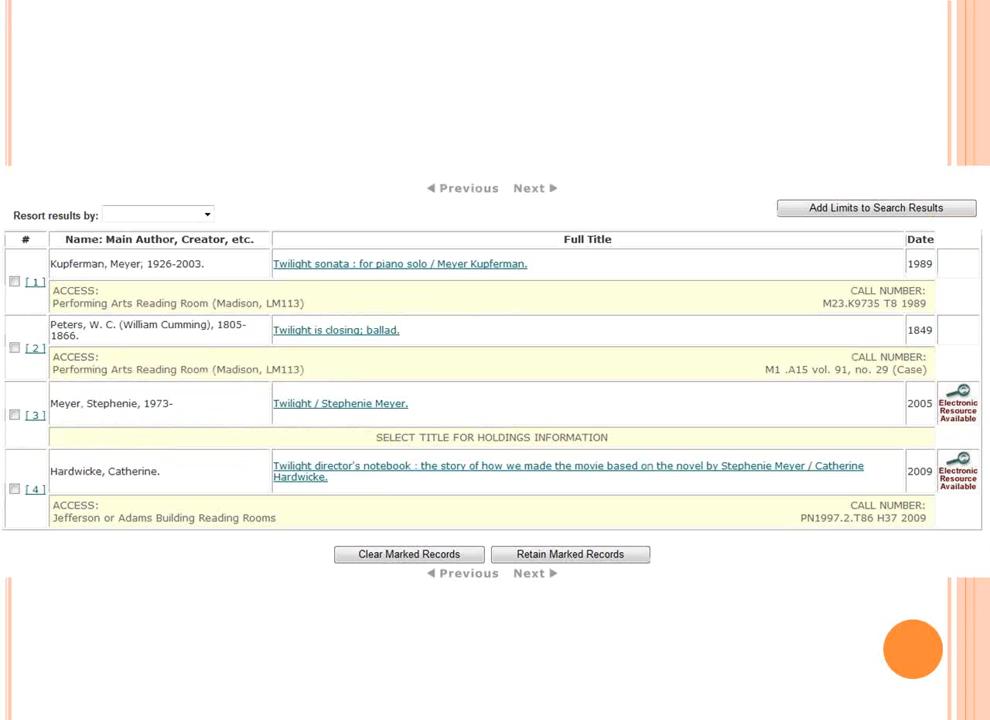 Previous Next
Resort results by:
Add Limits to Search Results
# Name: Main Author, Creator, etc. Full Title Date
Kupferman, Meyer, 1926-2003. Twilight sonata : for piano solo / Meyer Kupferman. 1989
[ 1 ]
ACCESS: CALL NUMBER:
Performing Arts Reading Room (Madison, LM113) M23.K9735 T8 1989
Peters, W. C. (William Cumming), 1805-
1866.
Twilight is closing; ballad. 1849
[ 2 ]
ACCESS: CALL NUMBER:
Performing Arts Reading Room (Madison, LM113) M1 .A15 vol. 91, no. 29 (Case)
Meyer, Stephenie, 1973- Twilight / Stephenie Meyer. 2005
Electronic
Resource
Available
[ 3 ]
SELECT TITLE FOR HOLDINGS INFORMATION
Hardwicke, Catherine.
Twilight director's notebook : the story of how we made the movie based on the novel by Stephenie Meyer / Catherine
Hardwicke.
2009
Electronic
Resource
Available
[ 4 ]
ACCESS: CALL NUMBER:
Jefferson or Adams Building Reading Rooms PN1997.2.T86 H37 2009
Clear Marked Records Retain Marked Records
Previous Next